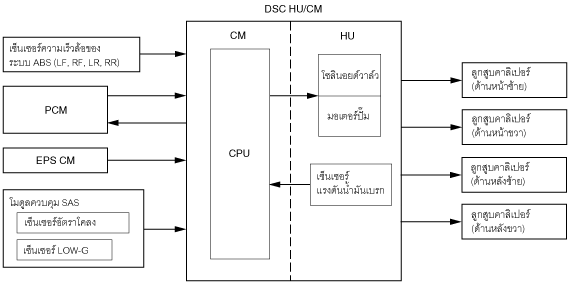 DSC HU/CM
CM
HU
เซ็นเซอร์ความเร็วล้อของ
ระบบ ABS (LF, RF, LR, RR)
PCM
EPS CM
โมดูลควบคุม SAS
เซ็นเซอร์อัตราโคลง
เซ็นเซอร์ LOW-G
CPU
โซลินอยด์วาล์ว
มอเตอร์ปั๊ม
เซ็นเซอร์
แรงดันน้ำมันเบรก
ลูกสูบคาลิเปอร์
(ด้านหน้าซ้าย)
ลูกสูบคาลิเปอร์
(ด้านหน้าขวา)
ลูกสูบคาลิเปอร์
(ด้านหลังซ้าย)
ลูกสูบคาลิเปอร์
(ด้านหลังขวา)